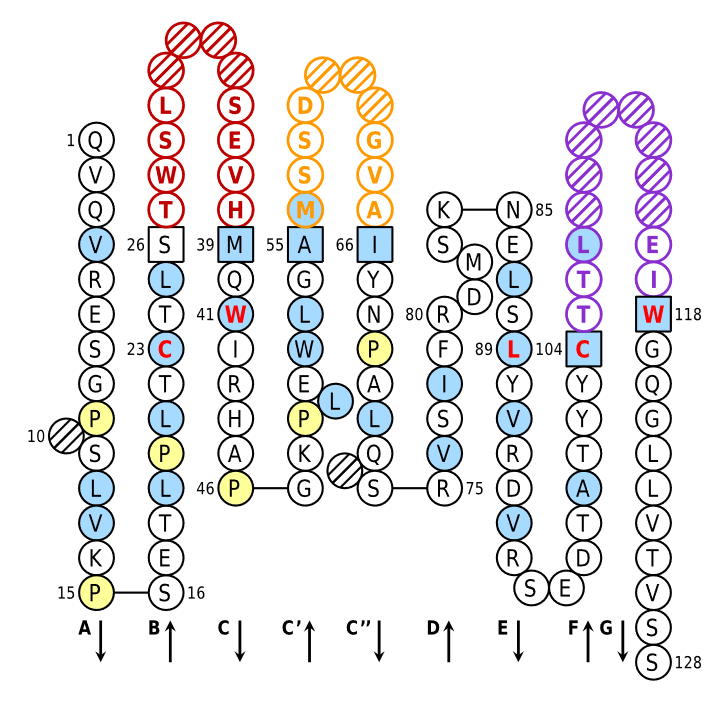 1 Q V Q V R E S G P 10 S L V K 15 P
L S W T 26 S L T 23 C T L P L T E S 16
S E V H 39 M Q 41 W I R H A 46 P
D S S M 55 A G L W E L P K G
G V A 66 I Y N P A L Q S
K S M D 80 R F I S V R 75
N 85 E L S 89 L Y V R D V R S E
L T T 104 C Y Y T A T D
E I W 118 G Q G L L V T V S S 128
A B C C’ C’’ D E F G